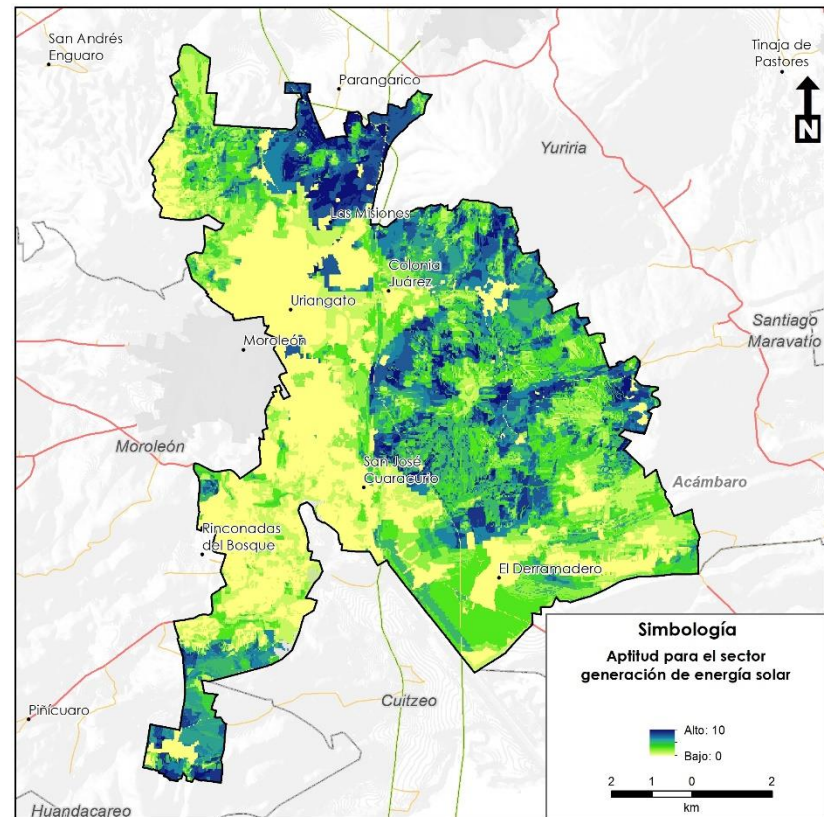 San Andrés
Enguaro
Parangarico
Tinaja de
Pastores
N
Yuriria
Las Misiones
Colonia
Juárez
Uriangato
Moroleón
Santiago
Maravatío
Moroleón
San José
Cuaracurio
Acámbaro
Rinconadas
del Bosque
El Derramadero
Piñícuaro
Cuitzeo
Huandacareo
Simbología
Aptitud para el sector
generación de energía solar
Alto: 10
Bajo: 0
2 1 0 2
km